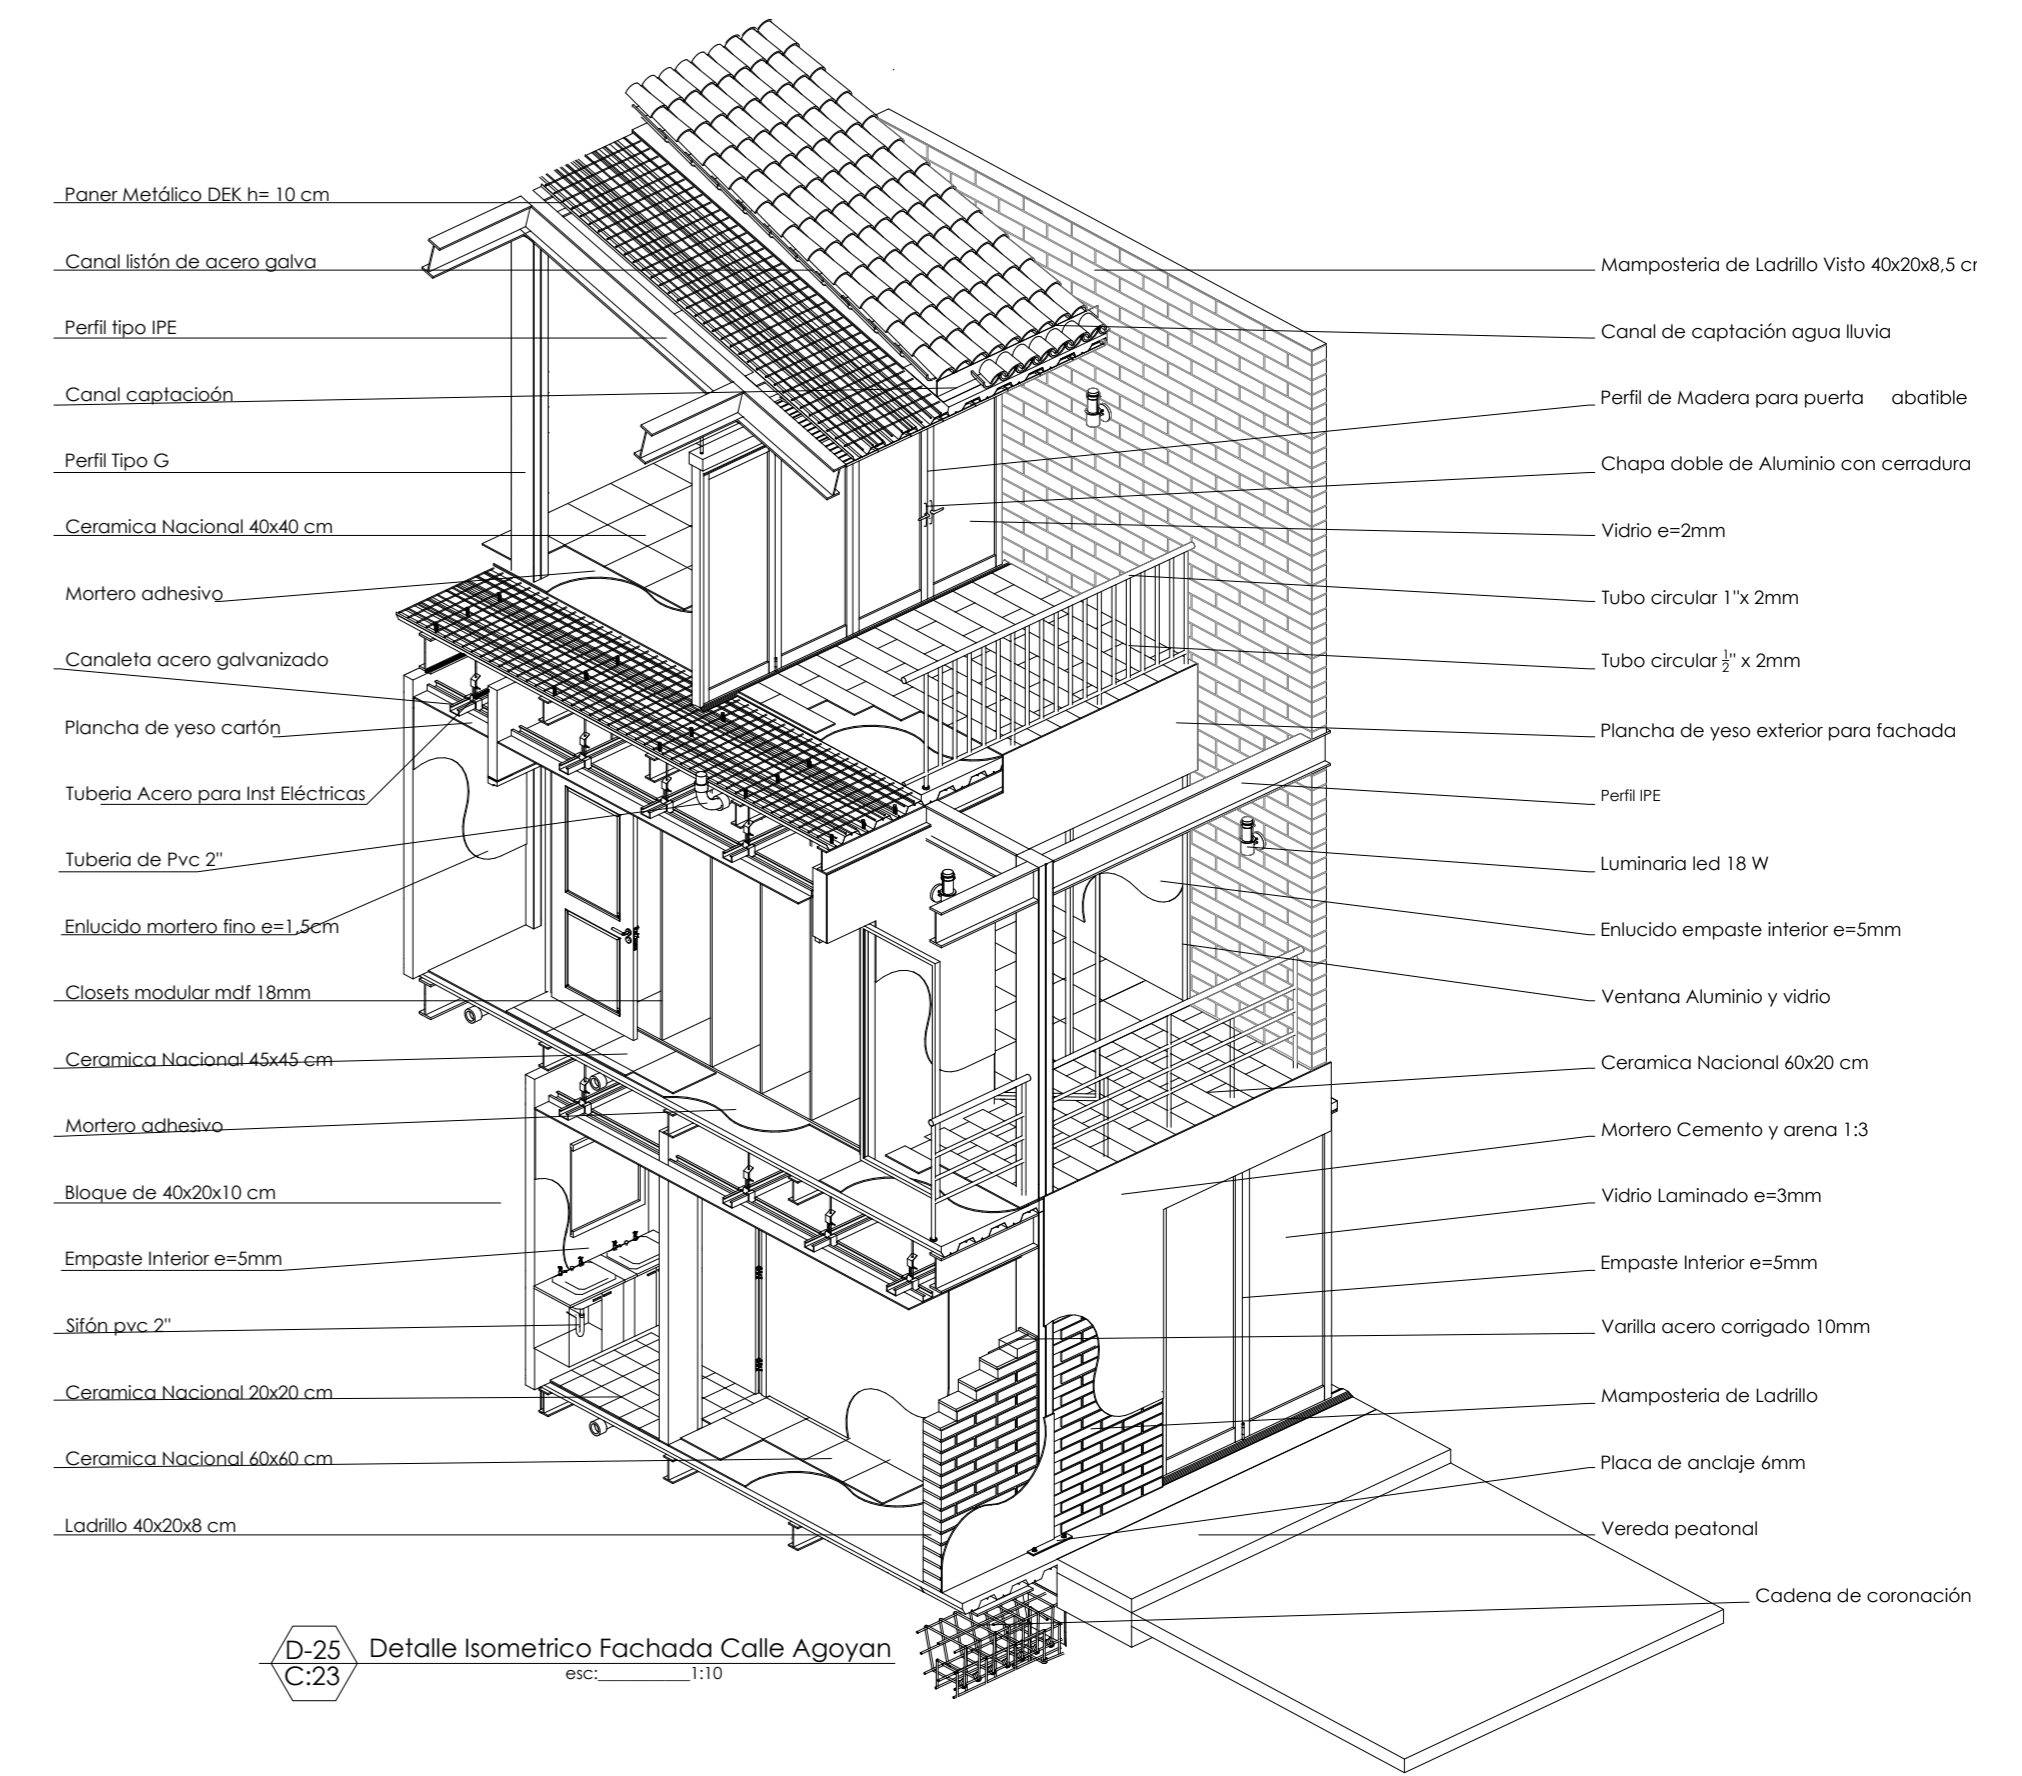 Paner Metálico DEK h= 10 cm
Canal listón de acero galva
Perfil tipo IPE
Canal captacioón
Perfil Tipo G
Ceramica Nacional 40x40 cm
Mortero adhesivo
Canaleta acero galvanizado
Plancha de yeso cartón
Tuberia Acero para Inst Eléctricas
Tuberia de Pvc 2"
Enlucido mortero fino e=1,5cm
Closets modular mdf 18mm
Ceramica Nacional 45x45 cm
Mortero adhesivo
Bloque de 40x20x10 cm
Empaste Interior e=5mm
Sifón pvc 2"
Ceramica Nacional 20x20 cm
Ceramica Nacional 60x60 cm
Ladrillo 40x20x8 cm
Mamposteria de Ladrillo Visto 40x20x8,5 cr
Canal de captación agua lluvia
Perfil de Madera para puerta abatible
Chapa doble de Aluminio con cerradura
Vidrio e=2mm
Tubo circular 1"x 2mm
Tubo circular ½" x 2mm
Plancha de yeso exterior para fachada
Perfil IPE
Luminaria led 18 W
Enlucido empaste interior e=5mm
Ventana Aluminio y vidrio
Ceramica Nacional 60x20 cm
Mortero Cemento y arena 1:3
Vidrio Laminado e=3mm
Empaste Interior e=5mm
Varilla acero corrigado 10mm
Mamposteria de Ladrillo
Placa de anclaje 6mm
Vereda peatonal
Cadena de coronación
D-25
C:23
Detalle Isometrico Fachada Calle Agoyan
esc:__________1:10